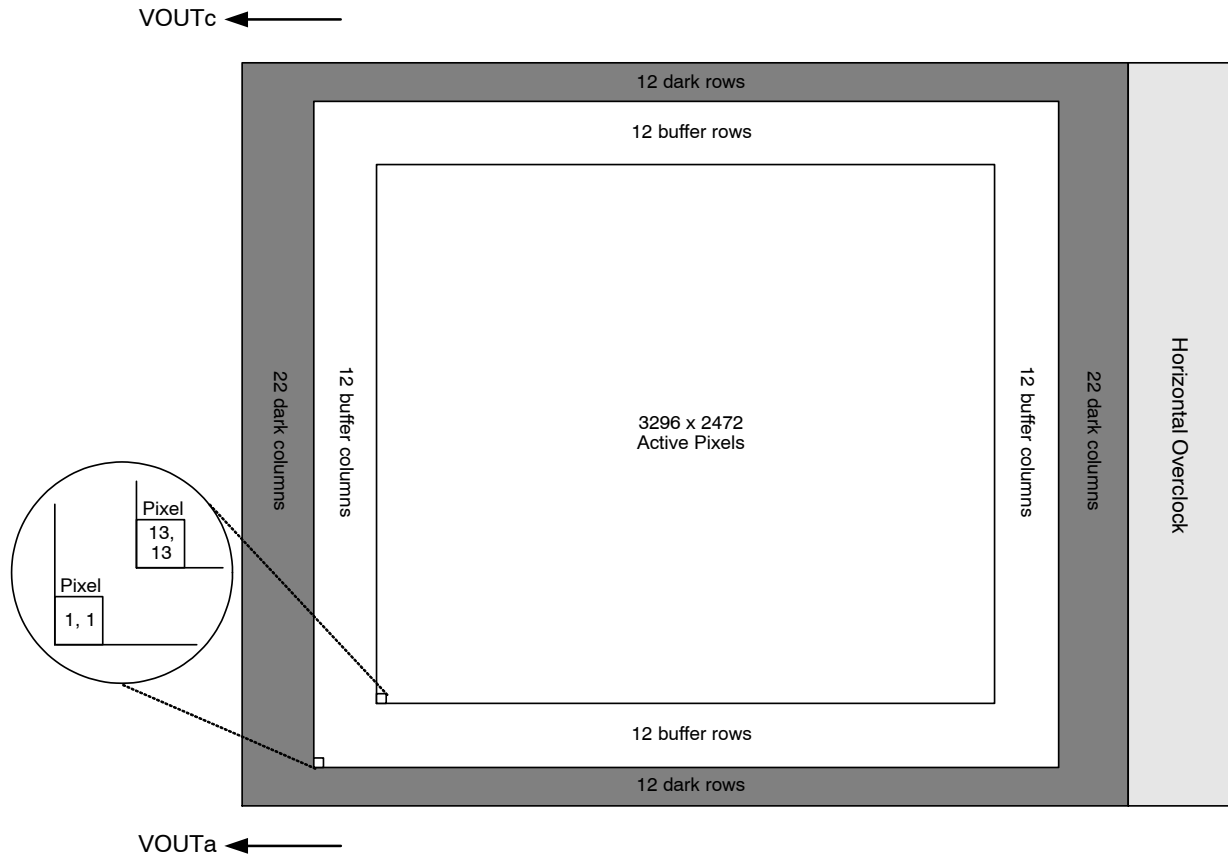 VOUTc
12 dark rows
12 buffer rows
22 dark columns
12 buffer columns
3296 x 2472
Active Pixels
12 buffer columns
22 dark columns
Horizontal Overclock
Pixel
13,
13
Pixel
1, 1
12 buffer rows
12 dark rows
VOUTa